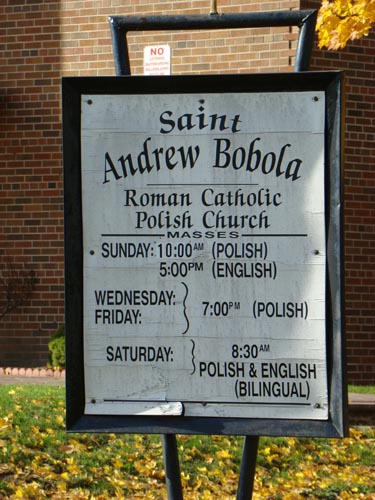 NO
Saint
Andrew Bobola
Roman Catholic
Polish Church
MASSES
SUNDAY: 10:00AM (POLISH)
5:00PM (ENGLISH)
WEDNESDAY:
FRIDAY: 7:00PM (POLISH)
SATURDAY: 8:30AM
POLISH & ENGLISH
(BILINGUAL)